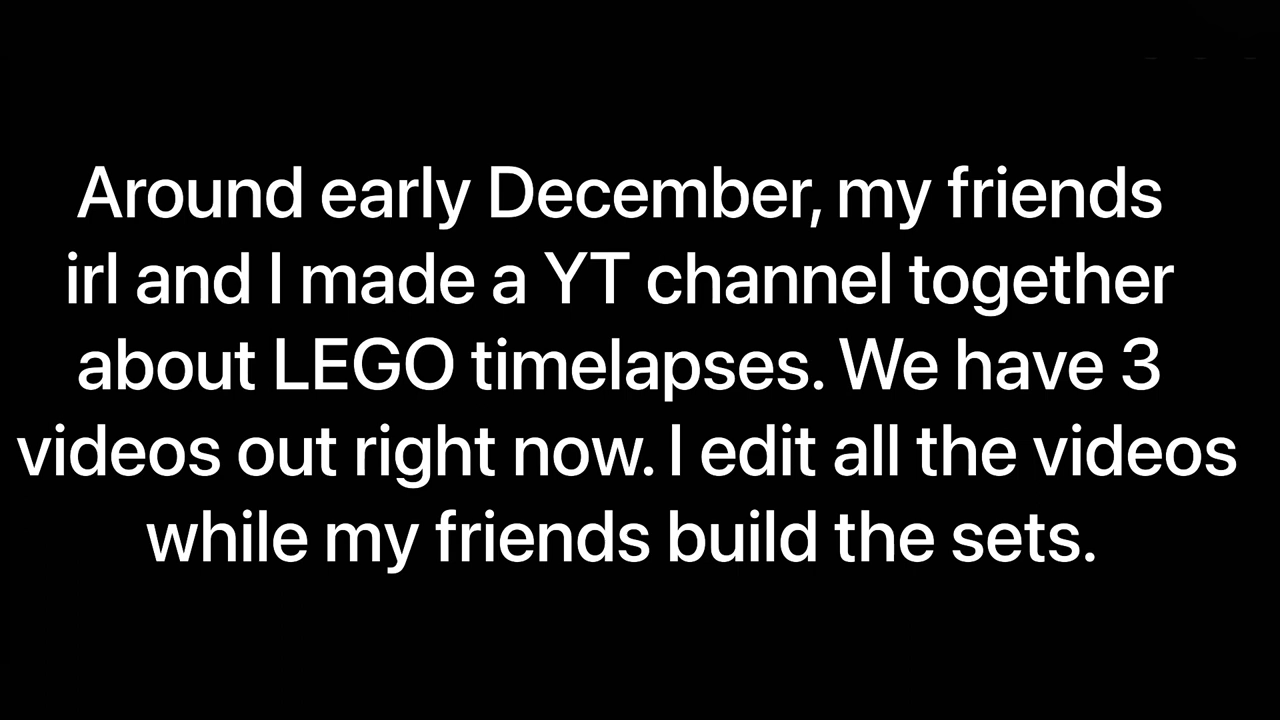 Around early December, my friends
irl and I made a YT channel together
about LEGO timelapses. We have 3
videos out right now. I edit all the videos
while my friends build the sets.